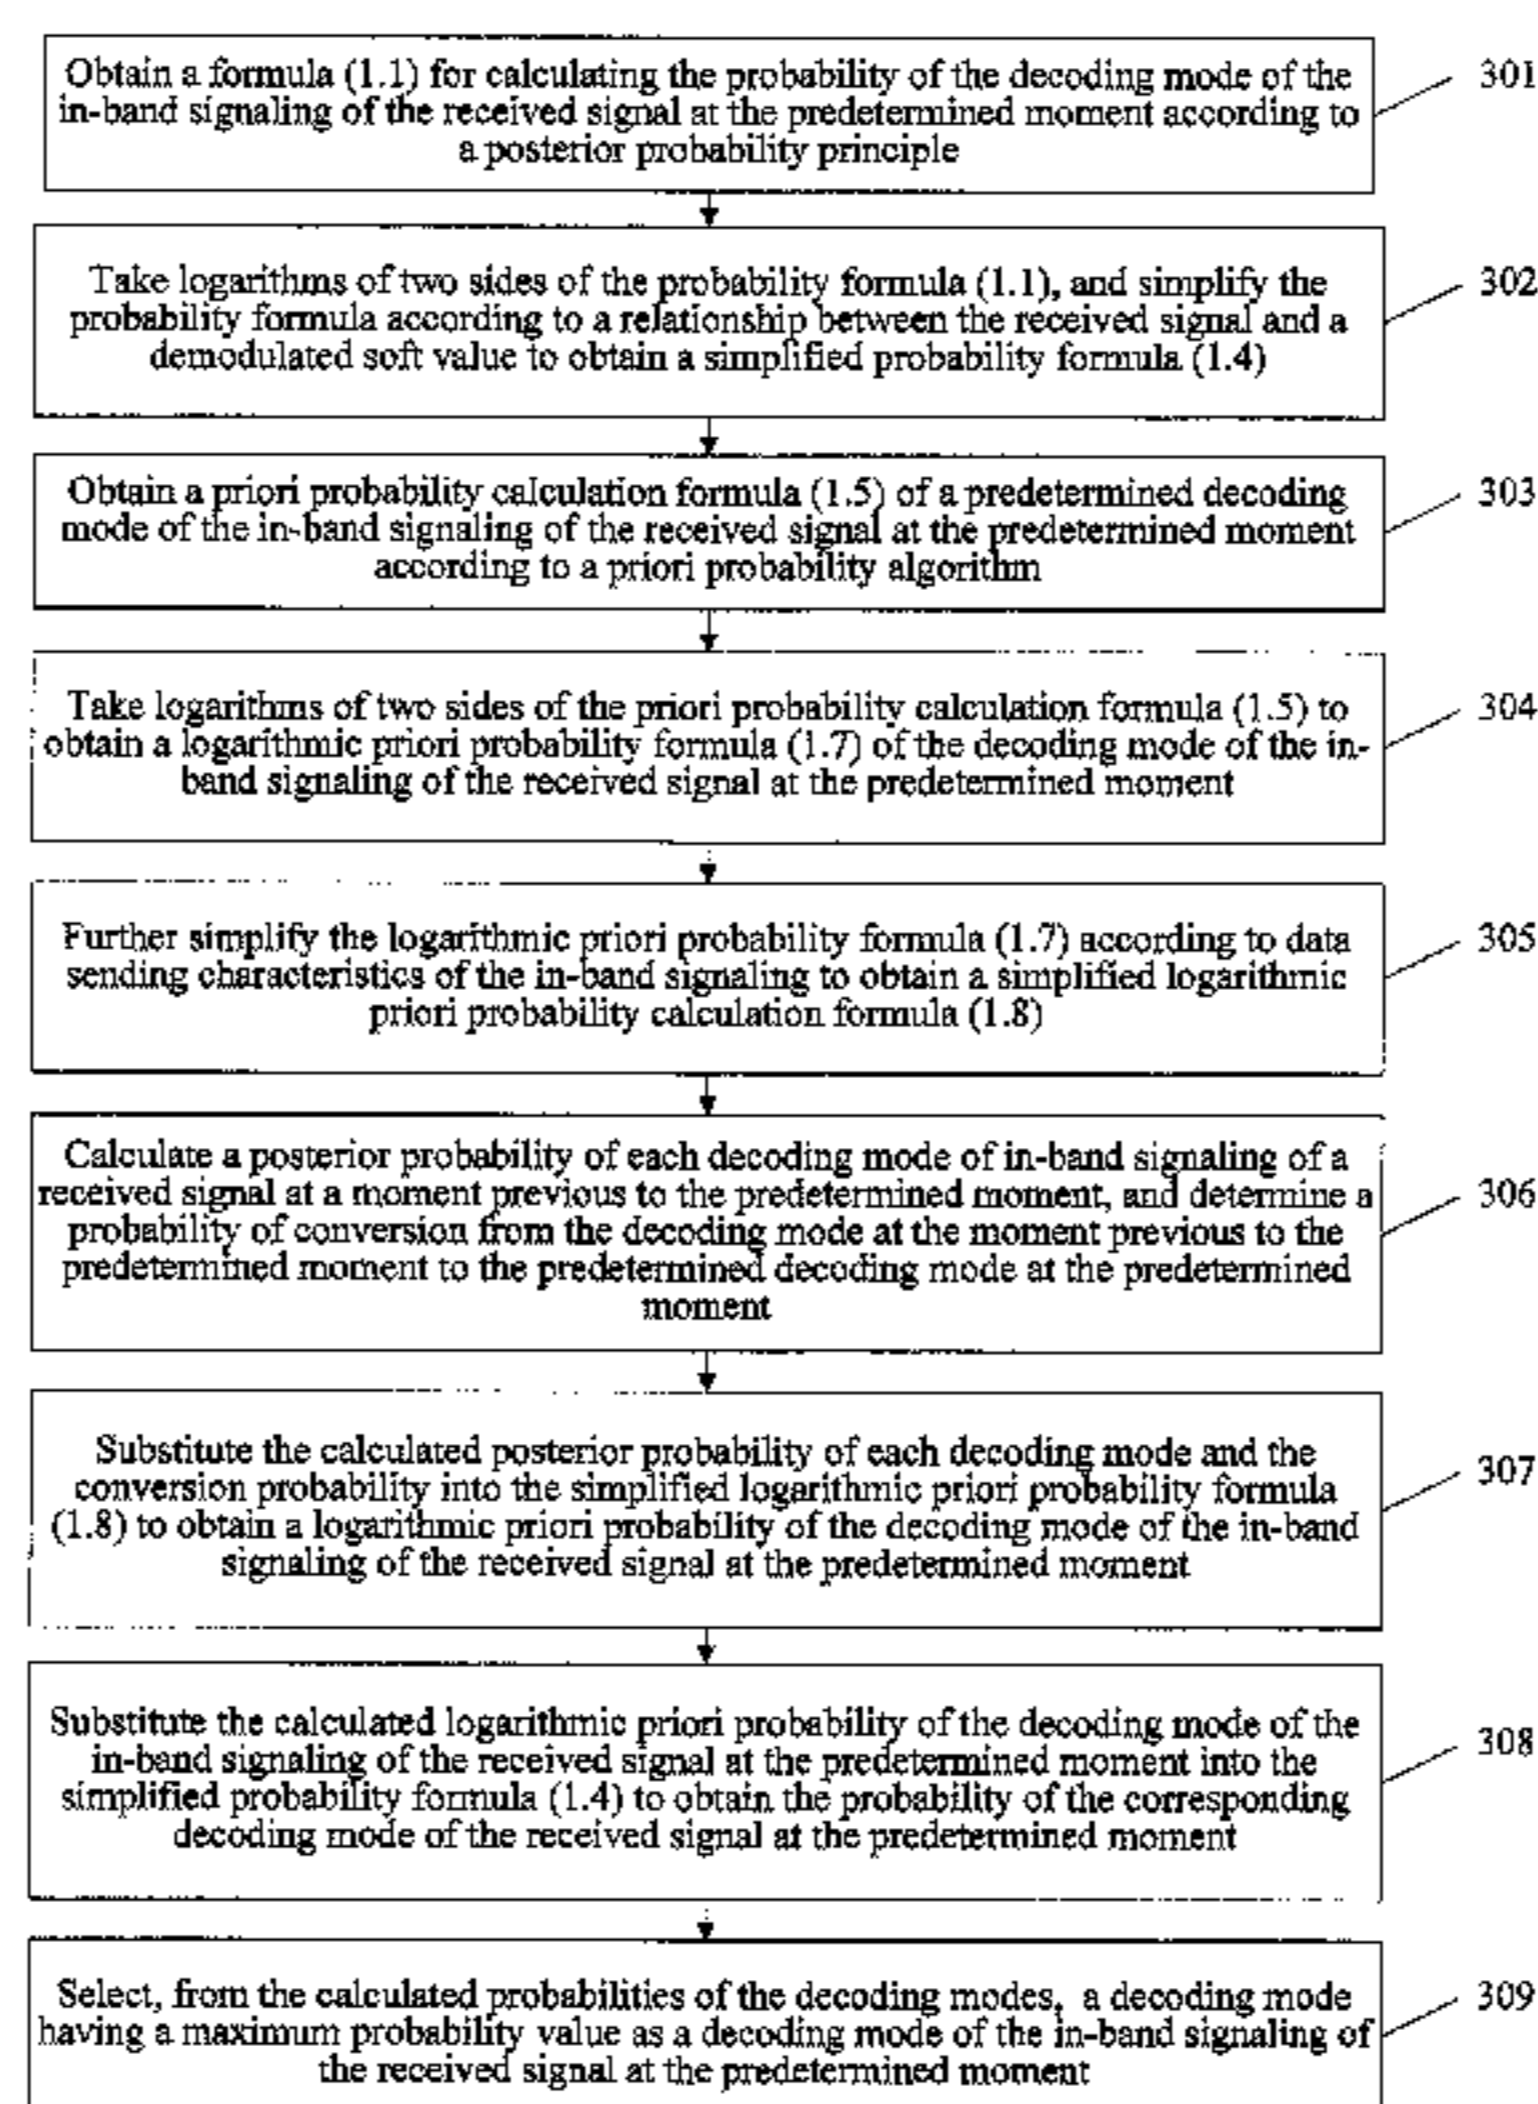 Obtain a formula (1.1) for calculating the probability of the decoding mode of the
in-band signaling of the received signal at the predetermined moment according to
a posterior probability principle
301
Take logarithms of two sides of the probability formula (1.1), and simplify the
probability formula according to a relationship between the received signal and a
demodulated soft value to obtain a simplified probability formula (1.4)
302
Obtain a priori probability calculation formula (1.5) of a predetermined decoding
mode of the in-band signaling of the received signal at the predetermined moment
according to a priori probability algorithm
303
Take logarithms of two sides of the priori probability calculation formula (1.5) to
obtain a logarithmic priori probability formula (1.7) of the decoding mode of the in-
band signaling of the received signal at the predetermined moment
304
Further simplify the logarithmic priori probability formula (1.7) according to data
sending characteristics of the in-band signaling to obtain a simplified logarithmic
priori probability calculation formula (1.8)
305
Calculate a posterior probability of each decoding mode of in-band signaling of a
received signal at a moment previous to the predetermined moment, and determine a
probability of conversion from the decoding mode at the moment previous to the
predetermined moment to the predetermined decoding mode at the predetermined
moment
306
Substitute the calculated posterior probability of each decoding mode and the
conversion probability into the simplified logarithmic priori probability formula
(1.8) to obtain a logarithmic priori probability of the decoding mode of the in-band
signaling of the received signal at the predetermined moment
307
Substitute the calculated logarithmic priori probability of the decoding mode of the
in-band signaling of the received signal at the predetermined moment into the
simplified probability formula (1.4) to obtain the probability of the corresponding
decoding mode of the received signal at the predetermined moment
308
Select, from the calculated probabilities of the decoding modes, a decoding mode
having a maximum probability value as a decoding mode of the in-band signaling of
the received signal at the predetermined moment
309